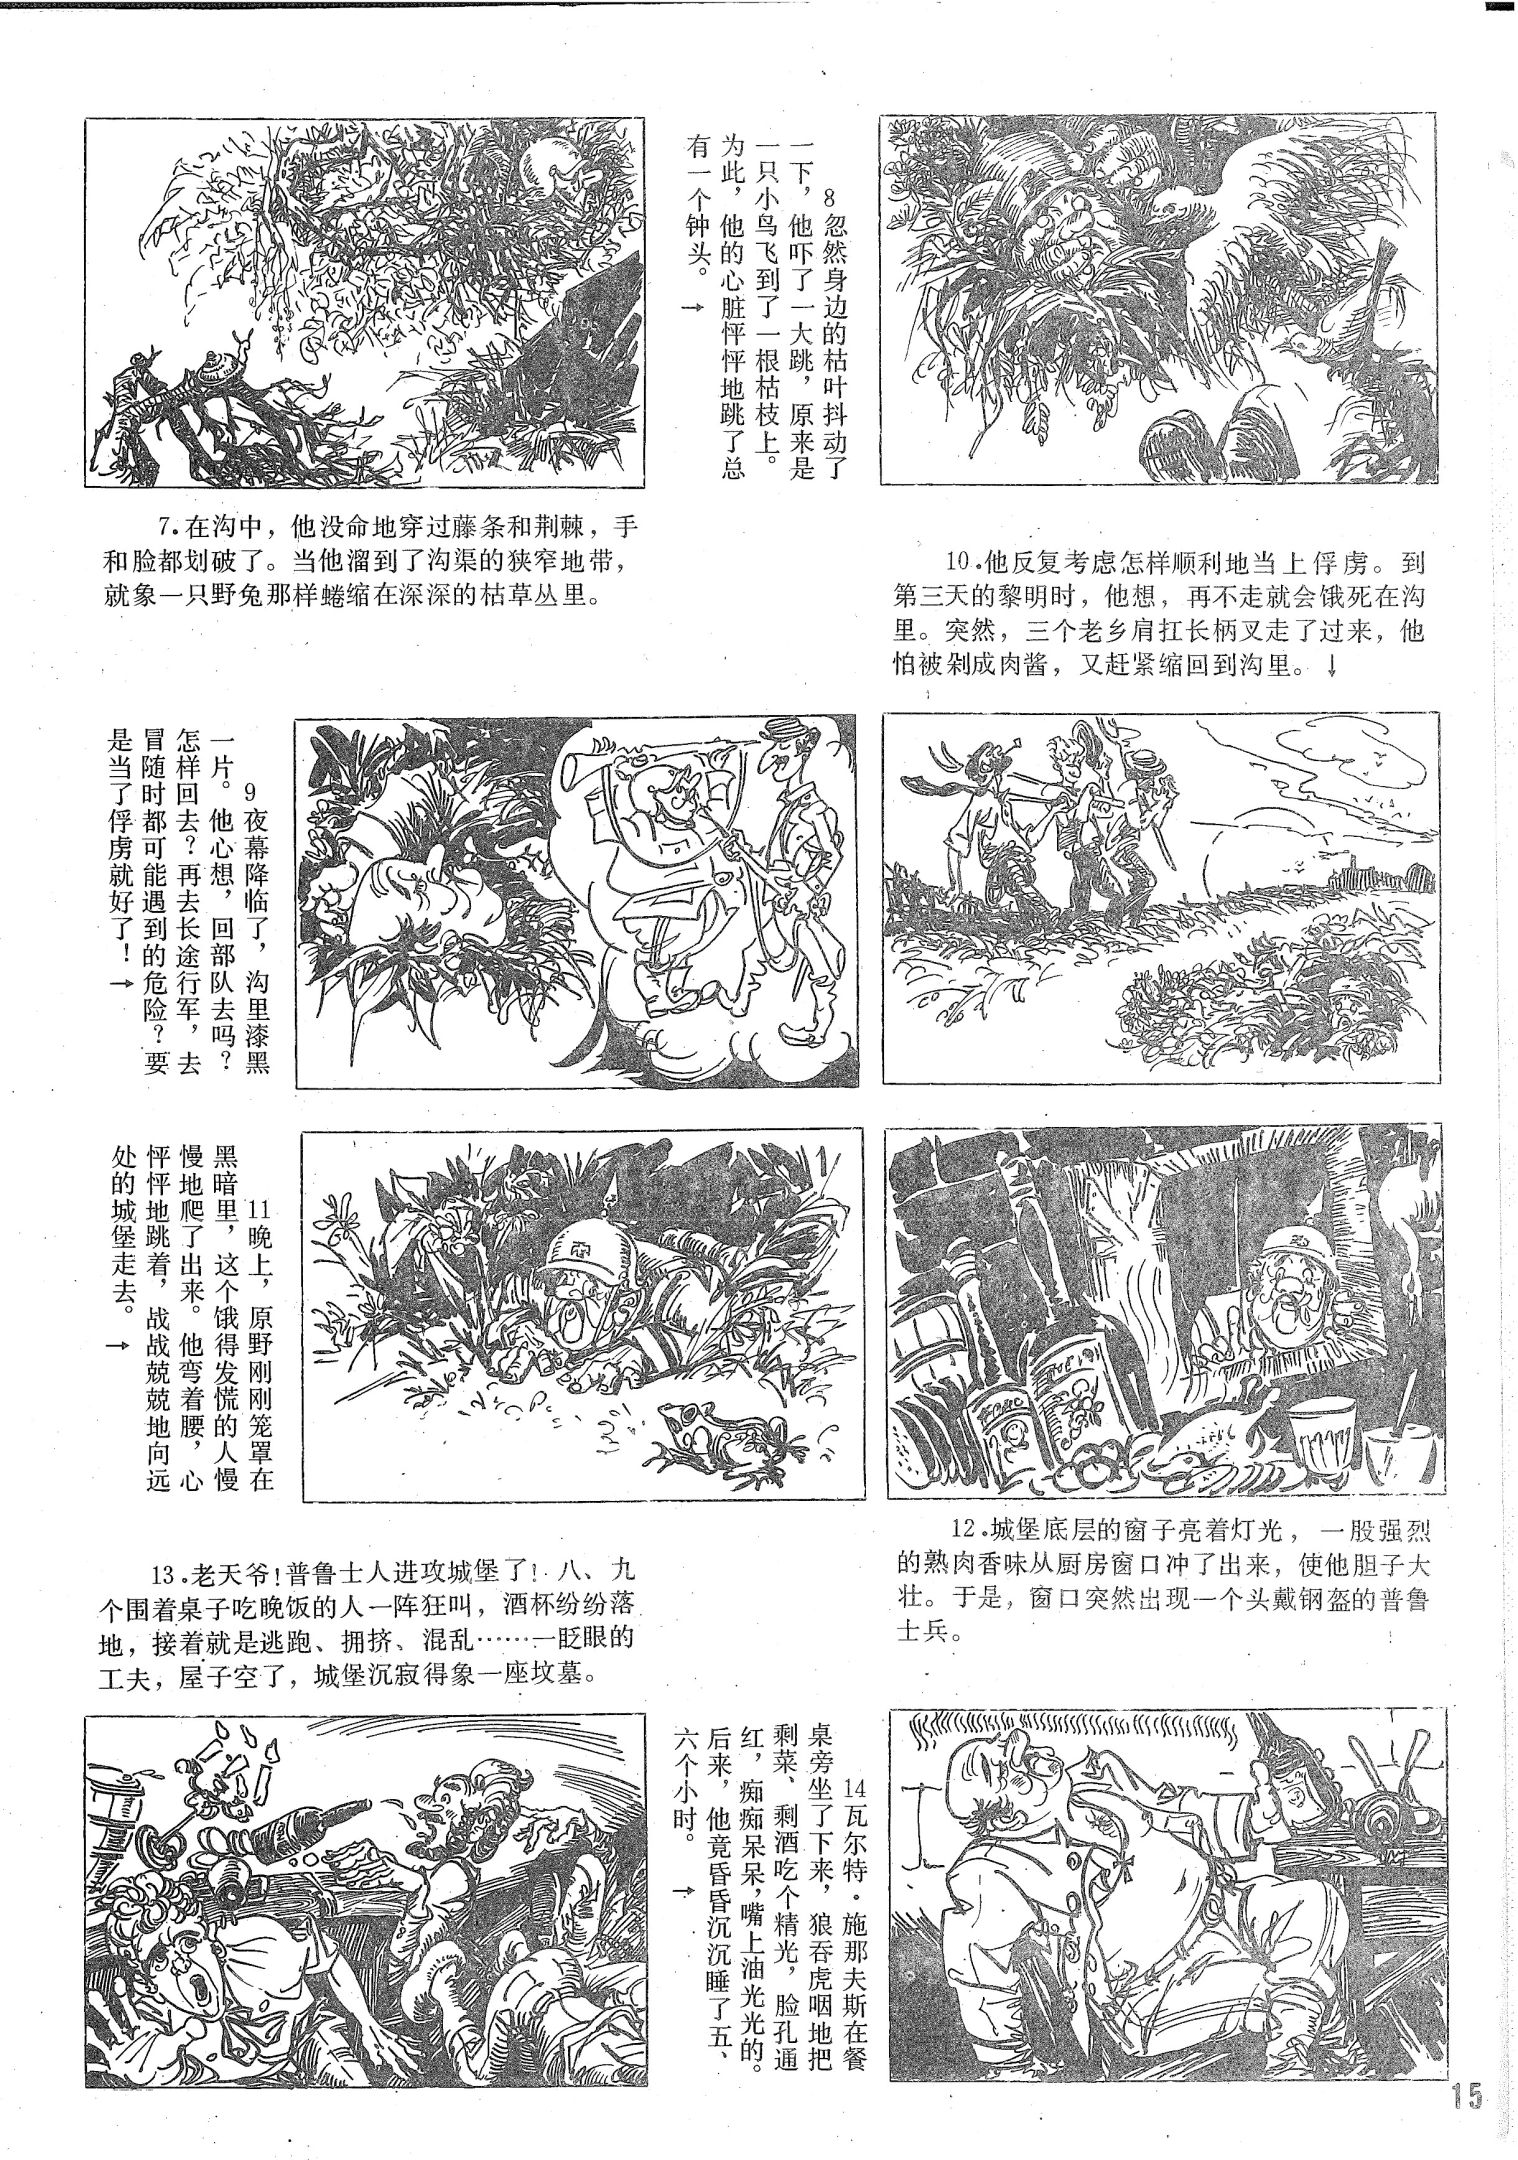 7.在沟中，他没命地穿过藤条和荆棘，手
和脸都划破了。当他溜到了沟渠的狭窄地带，
就象一只野兔那样蜷缩在深深的枯草丛里。
8忽然身边的枯叶抖动了
一下，他吓了一大跳，原来是
一只小鸟飞到了一根枯枝上。
为此，他的心脏怦怦地跳了总
有一个钟头。→
9夜幕降临了，沟里漆黑
一片。他心想，回部队去吗？
怎样回去？再去长途行军，去
冒随时都可能遇到的危险？要
是当了俘虏就好了！→
10.他反复考虑怎样顺利地当上俘虏。到
第三天的黎明时，他想，再不走就会饿死在沟
里。突然，三个老乡肩扛长柄叉走了过来，他
怕被剁成肉酱，又赶紧缩回到沟里。↓
11晚上，原野刚刚笼罩在
黑暗里，这个饿得发慌的人慢
慢地爬了出来。他弯着腰，心
怦怦地跳着，战战兢兢地向远
处的城堡走去。→
12.城堡底层的窗子亮着灯光，一股强烈
的熟肉香味从厨房窗口冲了出来，使他胆子大
壮。于是，窗口突然出现一个头戴钢盔的普鲁
士兵。
13.老天爷！普鲁士人进攻城堡了！八、九
个围着桌子吃晚饭的人一阵狂叫，酒杯纷纷落
地，接着就是逃跑、拥挤、混乱……一眨眼的
工夫，屋子空了，城堡沉寂得象一座坟墓。
14瓦尔特·施那夫斯在餐
桌旁坐了下来，狼吞虎咽地把
剩菜、剩酒吃个精光，脸孔通
红，痴痴呆呆，嘴上油光光的。
后来，他竟昏昏沉沉睡了五、
六个小时。→
15